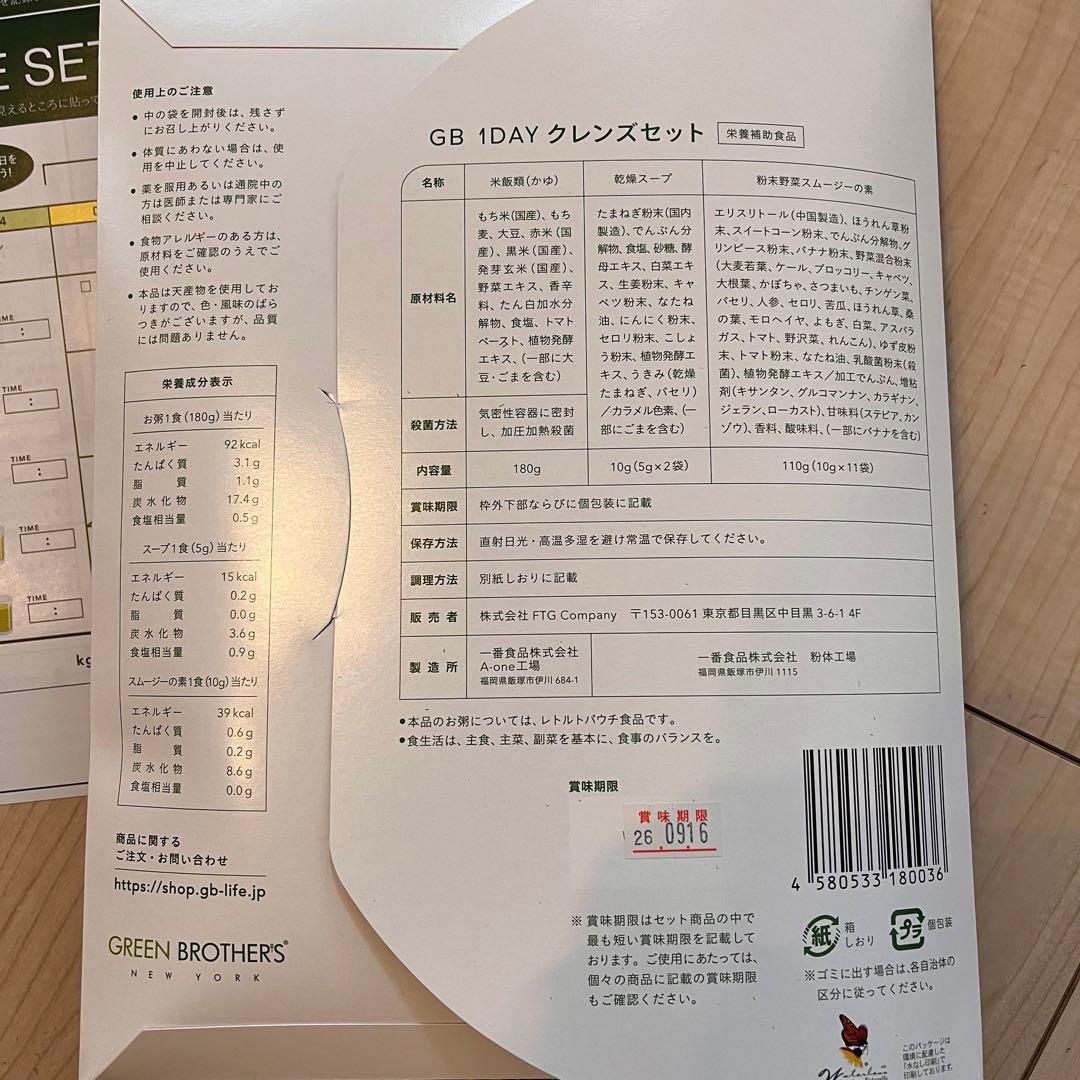 E SET
見えるところに貼って
4
TIME
:
TIME
:
TIME
:
TIME
:
TIME
:
kg
使用上のご注意
• 中の袋を開封後は、残さず
にお召し上がりください。
• 体質にあわない場合は、使
用を中止してください。
• 薬を服用あるいは通院中の
方は医師または専門家にご
相談ください。
• 食物アレルギーのある方は、
原材料をご確認のうえでご
使用ください。
• 本品は天産物を使用してお
りますので、色・風味のばら
つきがございますが、品質
には問題ありません。
栄養成分表示
お粥1食(180g)当たり
エネルギー 92kcal
たんぱく質 3.1g
脂 質 1.1g
炭水化物 17.4g
食塩相当量 0.5g
スープ1食(5g)当たり
エネルギー 15kcal
たんぱく質 0.2g
脂 質 0.0g
炭水化物 3.6g
食塩相当量 0.9g
スムージーの素1食(10g)当たり
エネルギー 39kcal
たんぱく質 0.6g
脂 質 0.2g
炭水化物 8.6g
食塩相当量 0.0g
商品に関する
ご注文・お問い合わせ
https://shop.gb-life.jp
GREEN BROTHER'S®
NEW YORK
GB 1DAY クレンズセット 栄養補助食品
名称 米飯類(かゆ) 乾燥スープ 粉末野菜スムージーの素
原材料名
もち米(国産)、もち
麦、大豆、赤米(国
産)、黒米(国産)、
発芽玄米(国産)、
野菜エキス、香辛
料、たん白加水分
解物、食塩、トマト
ペースト、植物発酵
エキス、(一部に大
豆・ごまを含む)
たまねぎ粉末(国内
製造)、でんぷん分
解物、食塩、砂糖、酵
母エキス、白菜エキ
ス、生姜粉末、キャ
ベツ粉末、なたね
油、にんにく粉末、
セロリ粉末、こしょ
う粉末、植物発酵エ
キス、うきみ(乾燥
たまねぎ、パセリ)
/カラメル色素、(一
部にごまを含む)
エリスリトール(中国製造)、ほうれん草粉
末、スイートコーン粉末、でんぷん分解物、グ
リンピース粉末、バナナ粉末、野菜混合粉末
(大麦若葉、ケール、ブロッコリー、キャベツ、
大根葉、かぼちゃ、さつまいも、チンゲン菜、
パセリ、人参、セロリ、苦瓜、ほうれん草、桑
の葉、モロヘイヤ、よもぎ、白菜、アスパラ
ガス、トマト、野沢菜、れんこん)、ゆず皮粉
末、トマト粉末、なたね油、乳酸菌粉末(殺
菌)、植物発酵エキス/加工でんぷん、増粘
剤(キサンタン、グルコマンナン、カラギナン、
ジェラン、ローカスト)、甘味料(ステビア、カン
ゾウ)、香料、酸味料、(一部にバナナを含む)
殺菌方法
気密性容器に密封
し、加圧加熱殺菌
内容量 180g 10g(5g×2袋) 110g(10g×11袋)
賞味期限 枠外下部ならびに個包装に記載
保存方法 直射日光・高温多湿を避け常温で保存してください。
調理方法 別紙しおりに記載
販売者 株式会社 FTG Company 〒153-0061 東京都目黒区中目黒 3-6-1 4F
製造所
一番食品株式会社
A-one工場
福岡県飯塚市伊川 684-1
一番食品株式会社 粉体工場
福岡県飯塚市伊川 1115
●本品のお粥については、レトルトパウチ食品です。
●食生活は、主食、主菜、副菜を基本に、食事のバランスを。
賞味期限
賞味期限
26.09.16
4 580533 180036
※賞味期限はセット商品の中で
最も短い賞味期限を記載して
おります。ご使用にあたっては、
個々の商品に記載の賞味期限
もご確認ください。
紙 箱
しおり
プラ 個包装
※ゴミに出す場合は、各自治体の
区分に従ってください。
Waterless
このパッケージは
環境に配慮した
「水なし印刷」で
印刷しております。